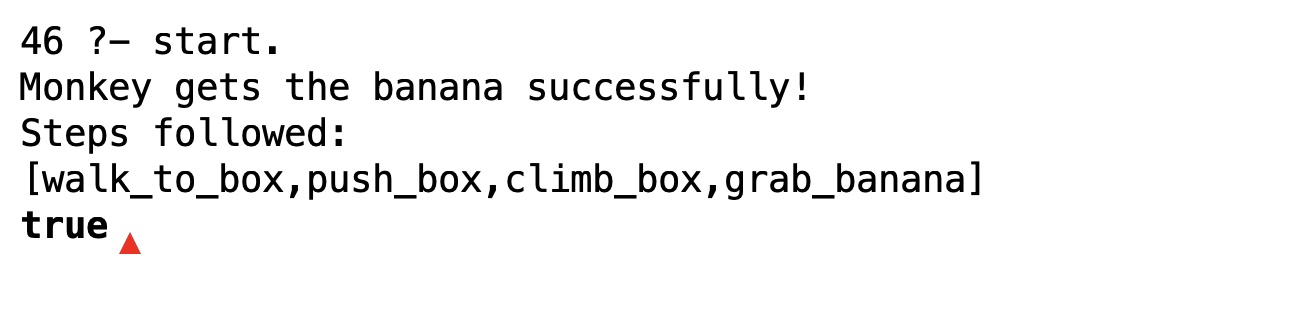 46 ?- start.
Monkey gets the banana successfully!
Steps followed:
[walk_to_box,push_box,climb_box,grab_banana]
true